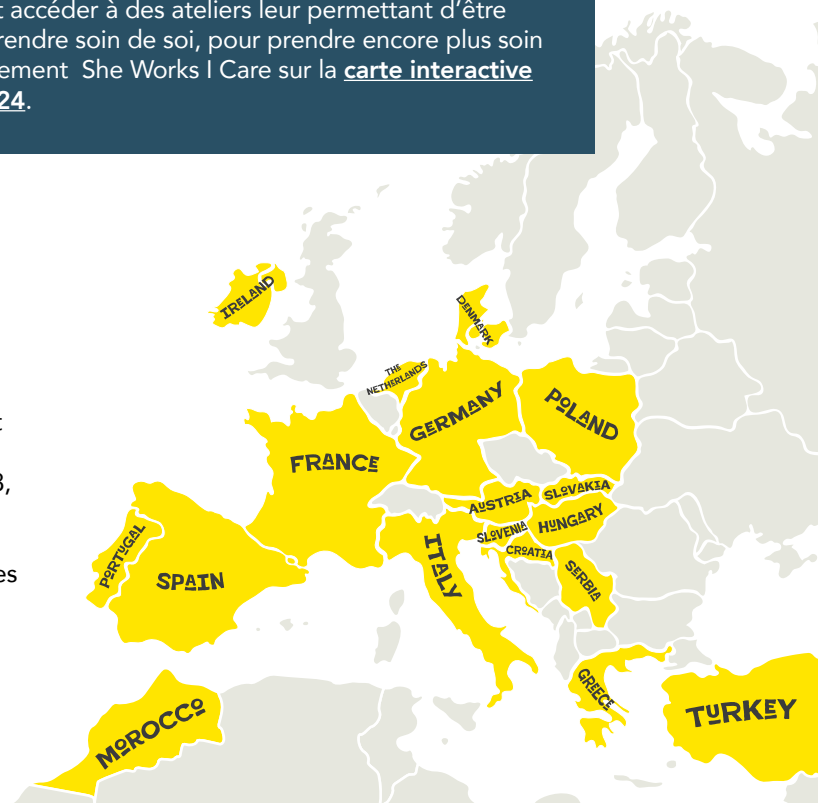 t accéder à des ateliers leur permettant d’être
rendre soin de soi, pour prendre encore plus soin
ement She Works I Care sur la carte interactive
24.
t
3,
es
IRELAND
DENMARK
THE
NETHERLANDS
GERMANY
POLAND
FRANCE
AUSTRIA
SLOVAKIA
SLOVENIA
HUNGARY
CROATIA
ITALY
SERBIA
PORTUGAL
SPAIN
GREECE
TURKEY
MOROCCO